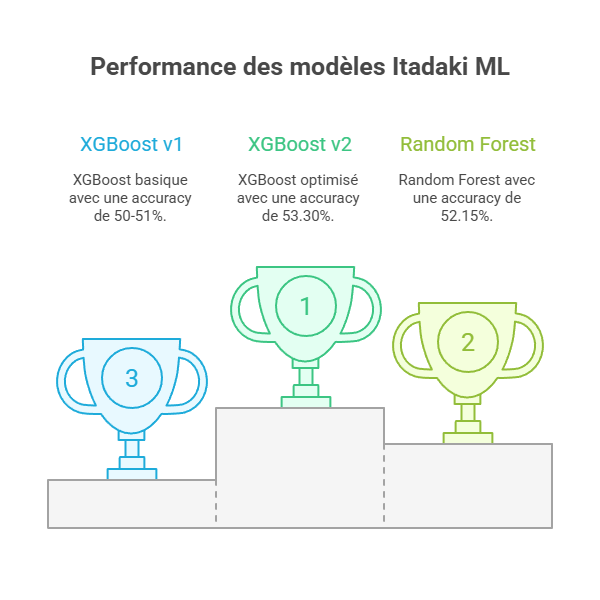 Performance des modèles Itadaki ML
XGBoost v1
XGBoost basique
avec une accuracy
de 50-51%.
XGBoost v2
XGBoost optimisé
avec une accuracy
de 53.30%.
Random Forest
Random Forest avec
une accuracy de
52.15%.
3
1
2